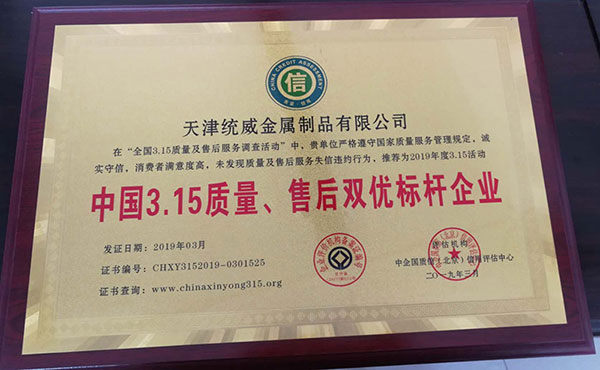 CHINA CREDIT ASSESSMENT
信
天津统威金属制品有限公司
在“全国3.15质量及售后服务调查活动”中，贵单位严格遵守国家质量服务管理规定，诚
实守信，消费者满意度高，未发现质量及售后服务失信违约行为，推荐为2019年度3.15活动
中国3.15质量、售后双优标杆企业
发证日期：2019年03月
证书编号：CHXY3152019-0301525
证书查询：www.chinaxinyong315.org
评估机构
中企国质信（北京）信用评估中心
二〇一九年三月